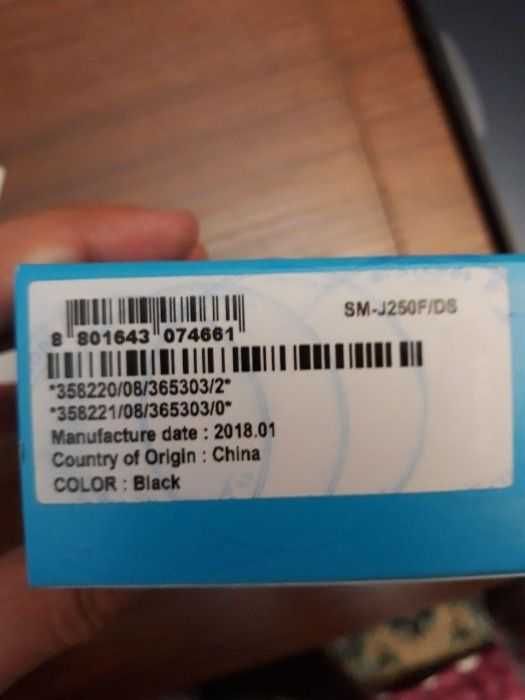 SM-J250F/DS
8 801643 074661
*358220/08/365303/2*
*358221/08/365303/0*
Manufacture date : 2018.01
Country of Origin : China
COLOR : Black